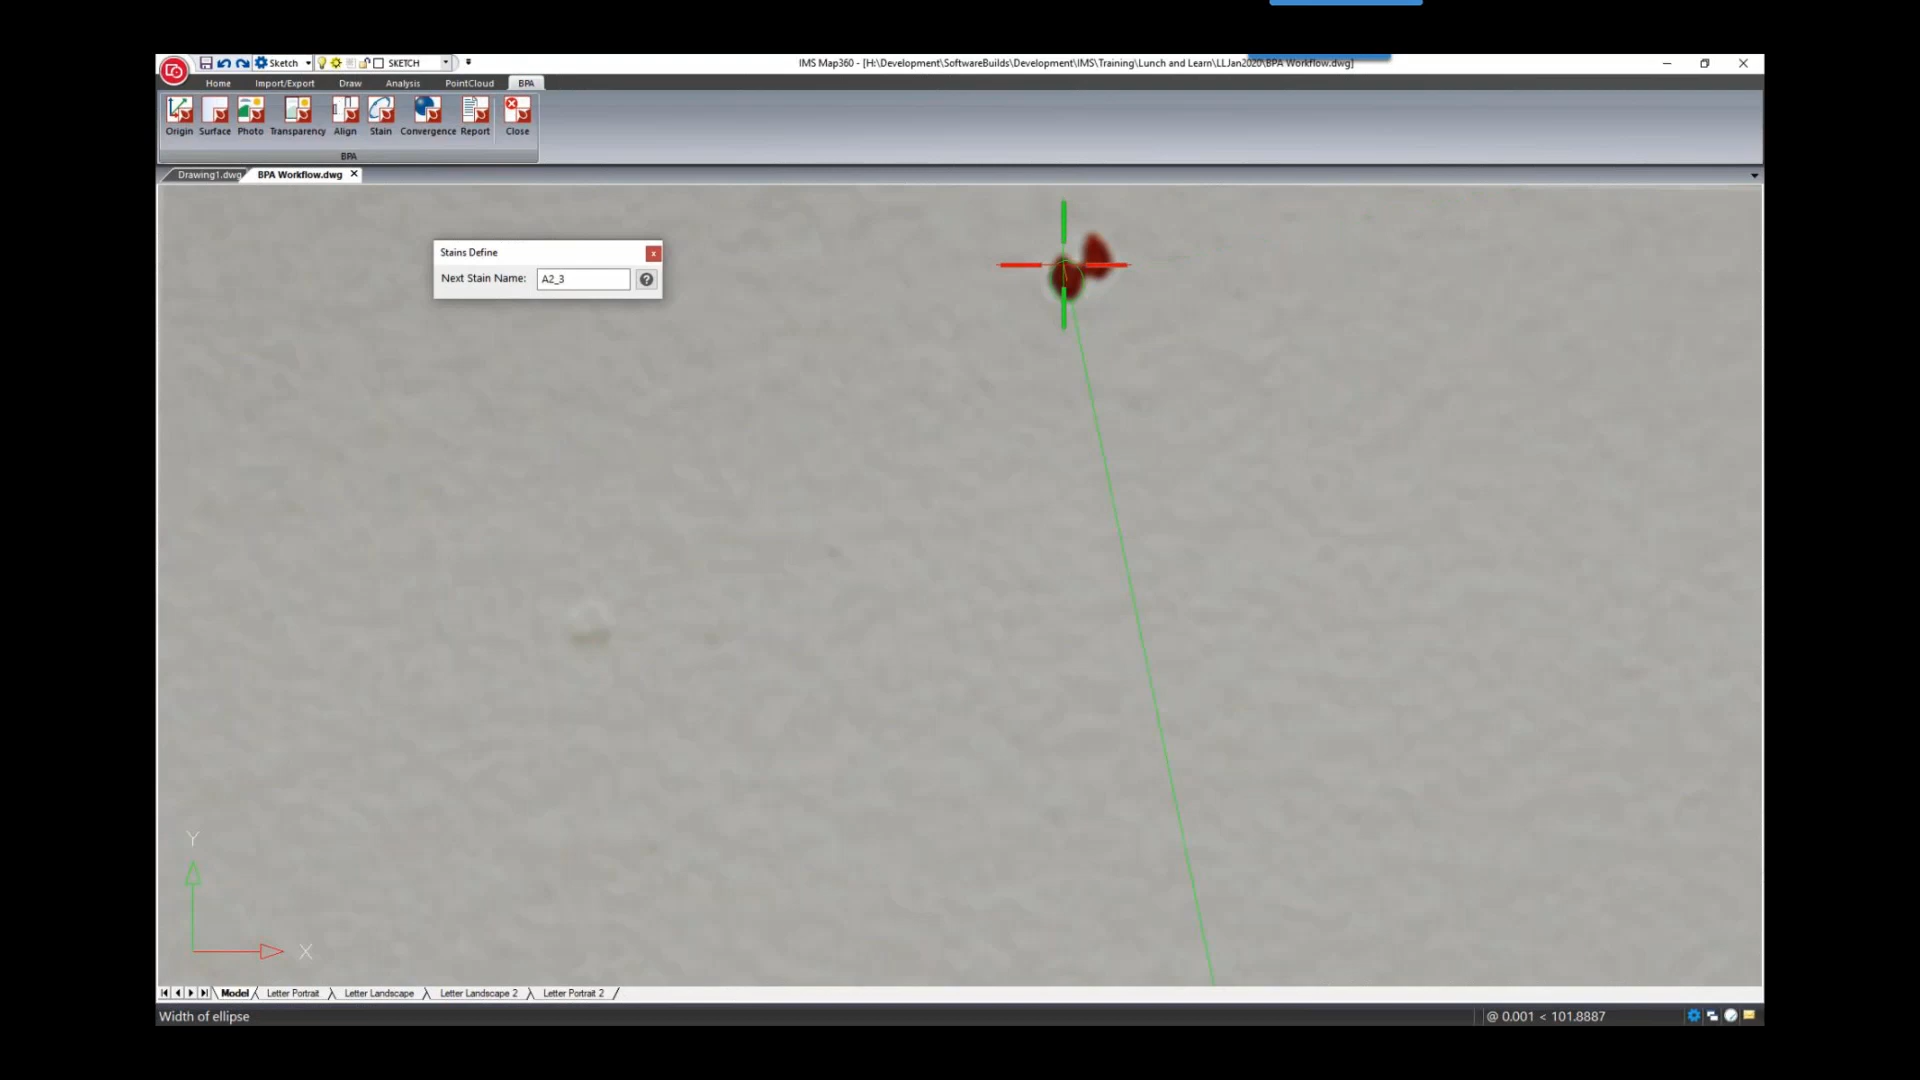 Sketch SKETCH IMS Map360 - [H:\Development\SoftwareBuilds\Development\IMS\Training\Lunch and Learn\LLJan2020\BPA Workflow.dwg]
Home Import/Export Draw Analysis PointCloud BPA
Origin Surface Photo Transparency Align Stain Convergence Report Close
BPA
Drawing1.dwg BPA Workflow.dwg
Stains Define
Next Stain Name: A2_3
Y
X
Model Letter Portrait Letter Landscape Letter Landscape 2 Letter Portrait 2
Width of ellipse @ 0.001 < 101.8887